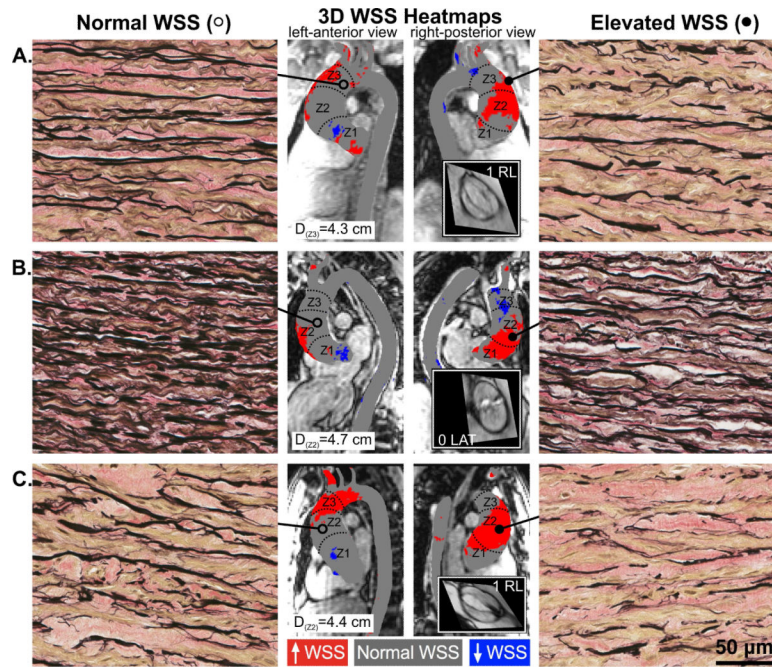 Normal WSS (○)
3D WSS Heatmaps
Elevated WSS (●)
left-anterior view
right-posterior view
A.
Z3
Z2
Z1
D(Z3)=4.3 cm
Z3
Z2
Z1
1 RL
B.
Z3
Z2
Z1
D(Z2)=4.7 cm
Z3
Z2
Z1
0 LAT
C.
Z3
Z2
Z1
D(Z2)=4.4 cm
Z3
Z2
Z1
1 RL
↑ WSS
Normal WSS
↓ WSS
50 µm